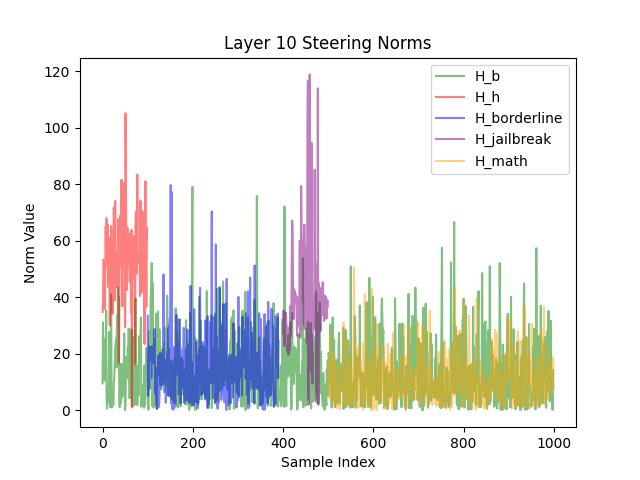 Layer 10 Steering Norms
120
100
80
60
40
20
0
Norm Value
0
200
400
600
800
1000
Sample Index
H_b
H_h
H_borderline
H_jailbreak
H_math